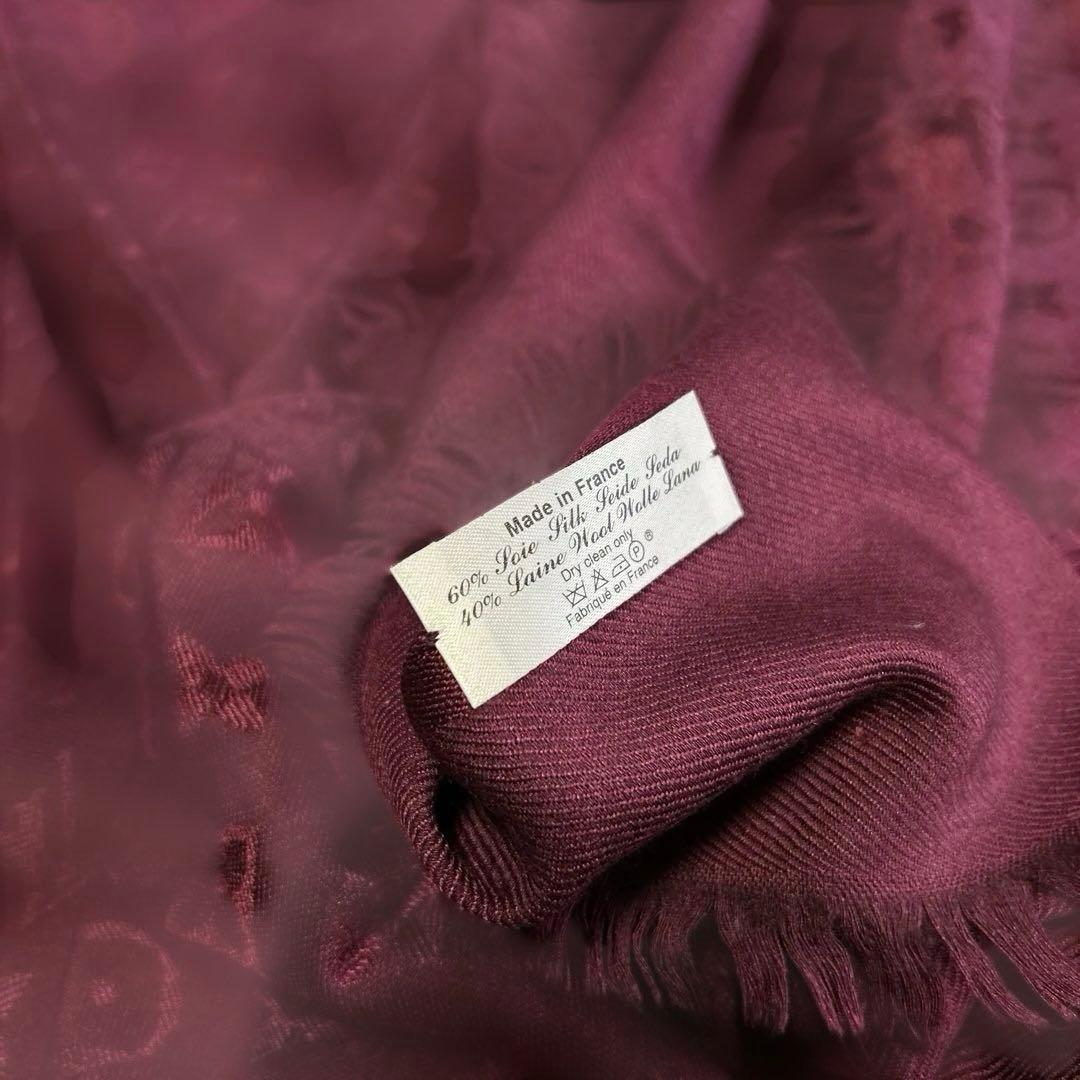 Made in France
60% Soie Silk Seide Seda
40% Laine Wool Wolle Lana
Dry clean only
P ®
Fabriqué en France